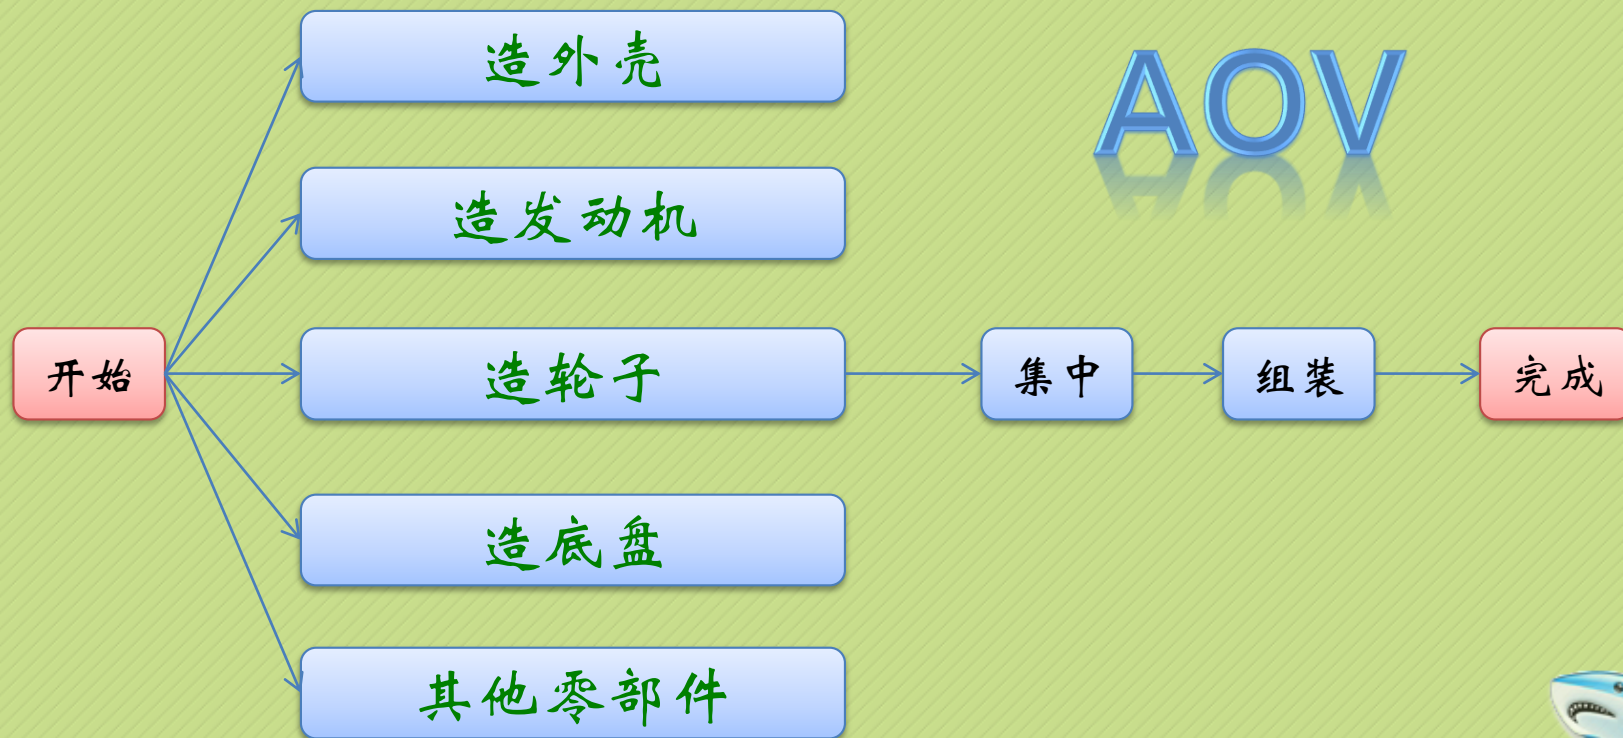 造外壳
AOV
造发动机
开始
造轮子
集中
组装
完成
造底盘
其他零部件